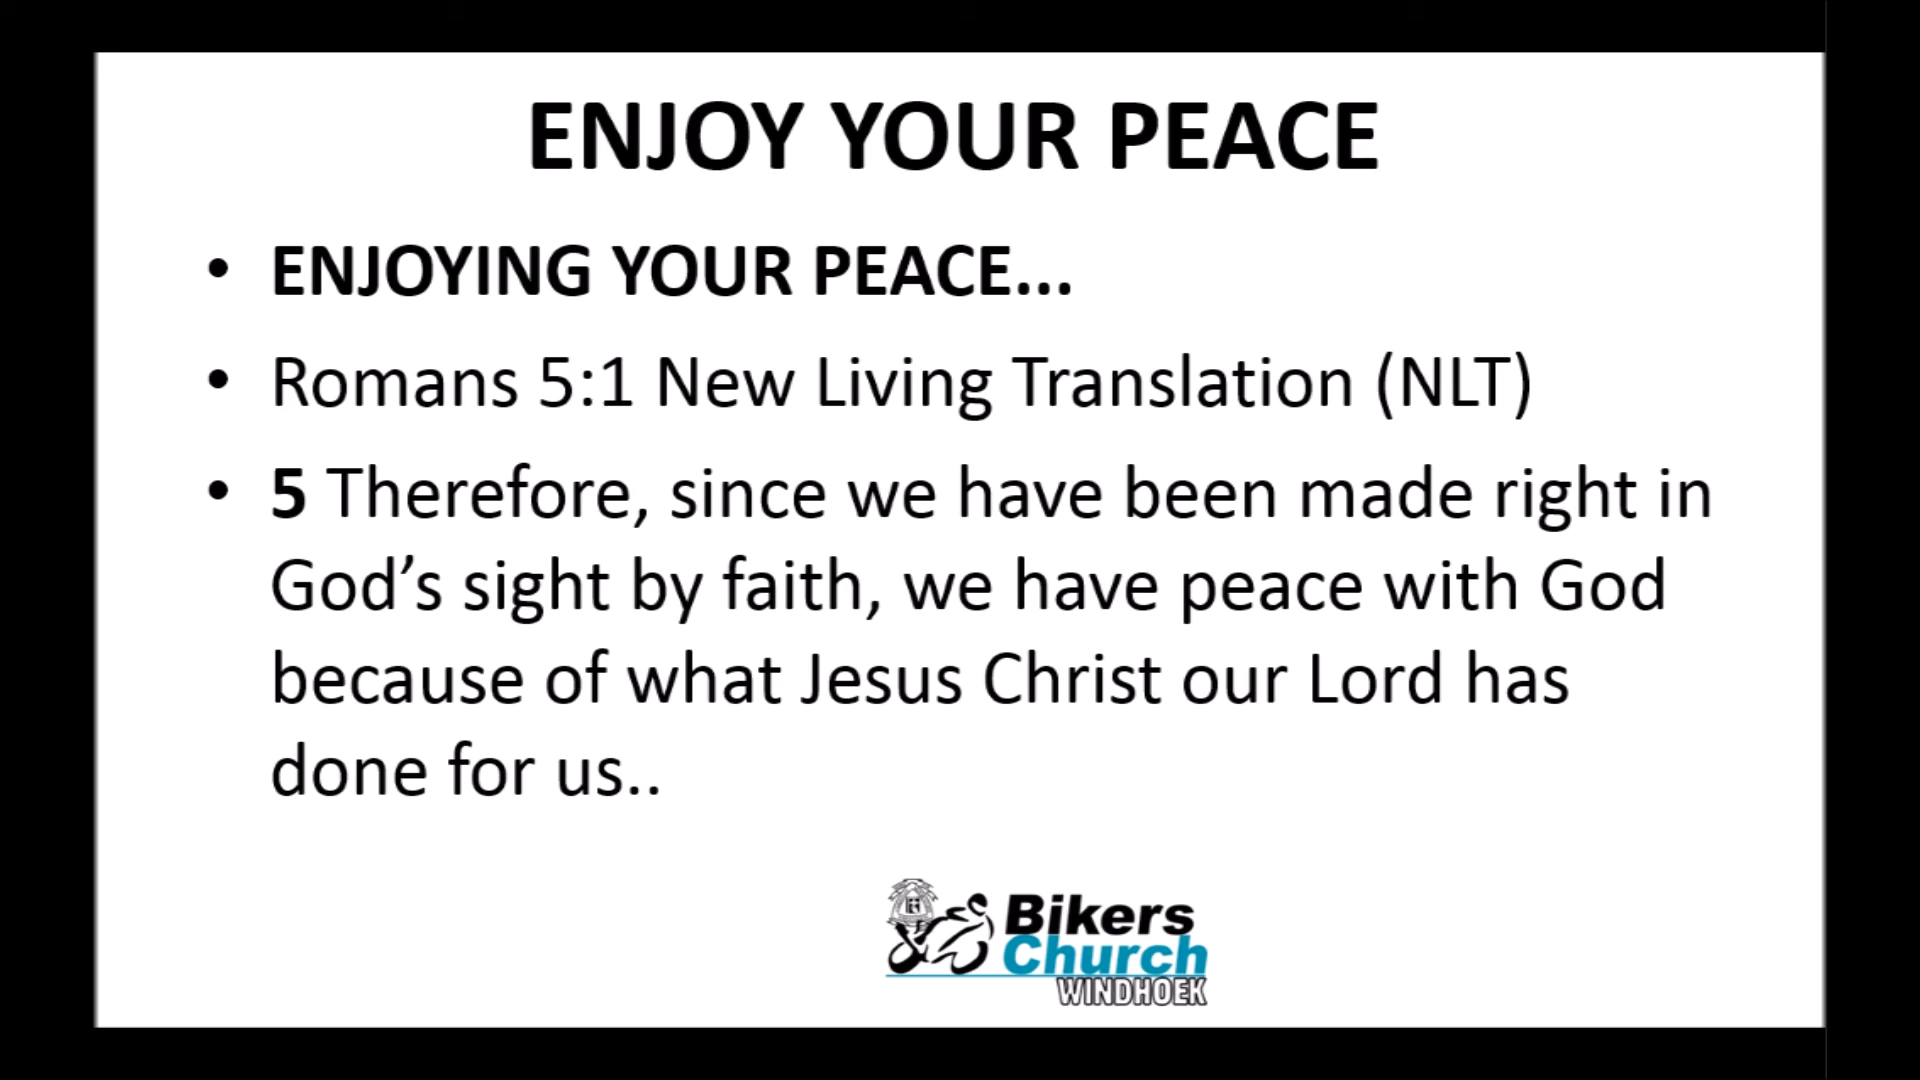 ENJOY YOUR PEACE
• ENJOYING YOUR PEACE...
• Romans 5:1 New Living Translation (NLT)
• 5 Therefore, since we have been made right in
God’s sight by faith, we have peace with God
because of what Jesus Christ our Lord has
done for us..
Bikers
Church
WINDHOEK